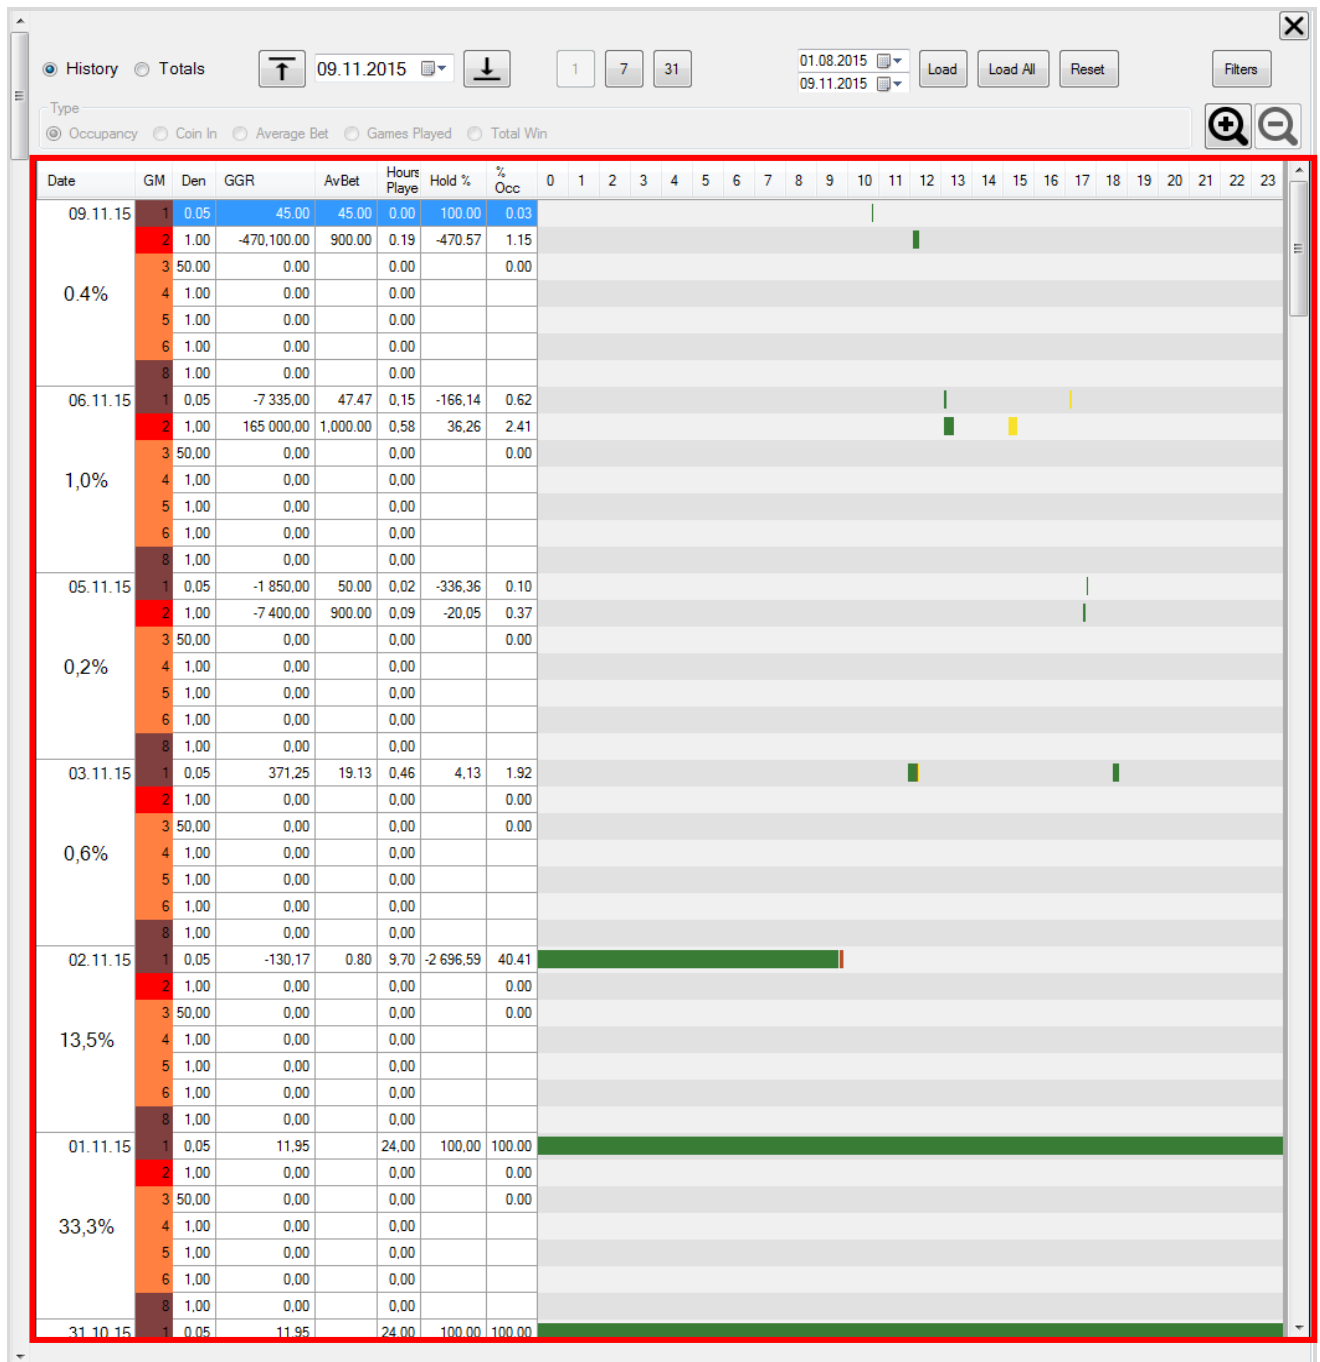 History Totals 09.11.2015 1 7 31 01.08.2015 Load Load All Reset Filters
09.11.2015
Type
Occupancy Coin In Average Bet Games Played Total Win
Date GM Den GGR AvBet Hours Playe Hold % % Occ 0 1 2 3 4 5 6 7 8 9 10 11 12 13 14 15 16 17 18 19 20 21 22 23
09.11.15 1 0.05 45.00 45.00 0.00 100.00 0.03
2 1.00 -470,100.00 900.00 0.19 -470.57 1.15
3 50.00 0.00 0.00 0.00
0.4% 4 1.00 0.00 0.00
5 1.00 0.00 0.00
6 1.00 0.00 0.00
8 1.00 0.00 0.00
06.11.15 1 0,05 -7 335,00 47.47 0,15 -166,14 0.62
2 1,00 165 000,00 1,000.00 0,58 36,26 2.41
3 50,00 0,00 0,00 0.00
1,0% 4 1,00 0,00 0,00
5 1,00 0,00 0,00
6 1,00 0,00 0,00
8 1,00 0,00 0,00
05.11.15 1 0,05 -1 850,00 50.00 0,02 -336,36 0.10
2 1,00 -7 400,00 900.00 0,09 -20,05 0.37
3 50,00 0,00 0,00 0.00
0,2% 4 1,00 0,00 0,00
5 1,00 0,00 0,00
6 1,00 0,00 0,00
8 1,00 0,00 0,00
03.11.15 1 0,05 371,25 19.13 0,46 4,13 1.92
2 1,00 0,00 0,00 0.00
3 50,00 0,00 0,00 0.00
0,6% 4 1,00 0,00 0,00
5 1,00 0,00 0,00
6 1,00 0,00 0,00
8 1,00 0,00 0,00
02.11.15 1 0,05 -130,17 0.80 9,70 -2 696,59 40.41
2 1,00 0,00 0,00 0.00
3 50,00 0,00 0,00 0.00
13,5% 4 1,00 0,00 0,00
5 1,00 0,00 0,00
6 1,00 0,00 0,00
8 1,00 0,00 0,00
01.11.15 1 0,05 11,95 24,00 100,00 100.00
2 1,00 0,00 0,00 0.00
3 50,00 0,00 0,00 0.00
33,3% 4 1,00 0,00 0,00
5 1,00 0,00 0,00
6 1,00 0,00 0,00
8 1,00 0,00 0,00
31.10.15 1 0,05 11,95 24,00 100,00 100.00